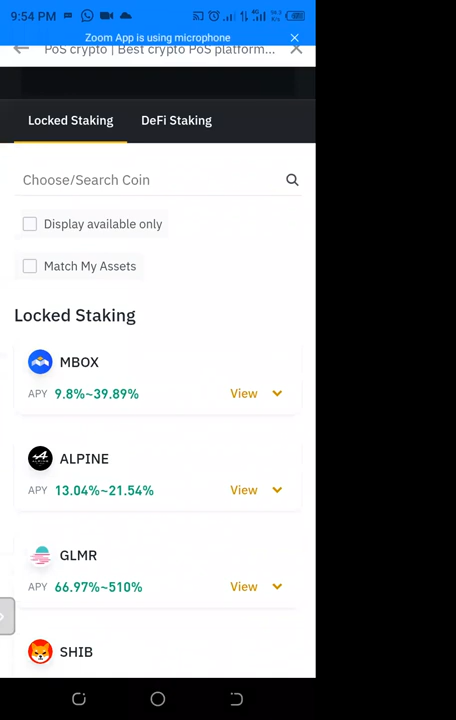 9:54 PM
Zoom App is using microphone
PoS crypto | Best crypto PoS platform...
Locked Staking
DeFi Staking
Choose/Search Coin
Display available only
Match My Assets
Locked Staking
MBOX
APY 9.8%~39.89% View
ALPINE
APY 13.04%~21.54% View
GLMR
APY 66.97%~510% View
SHIB